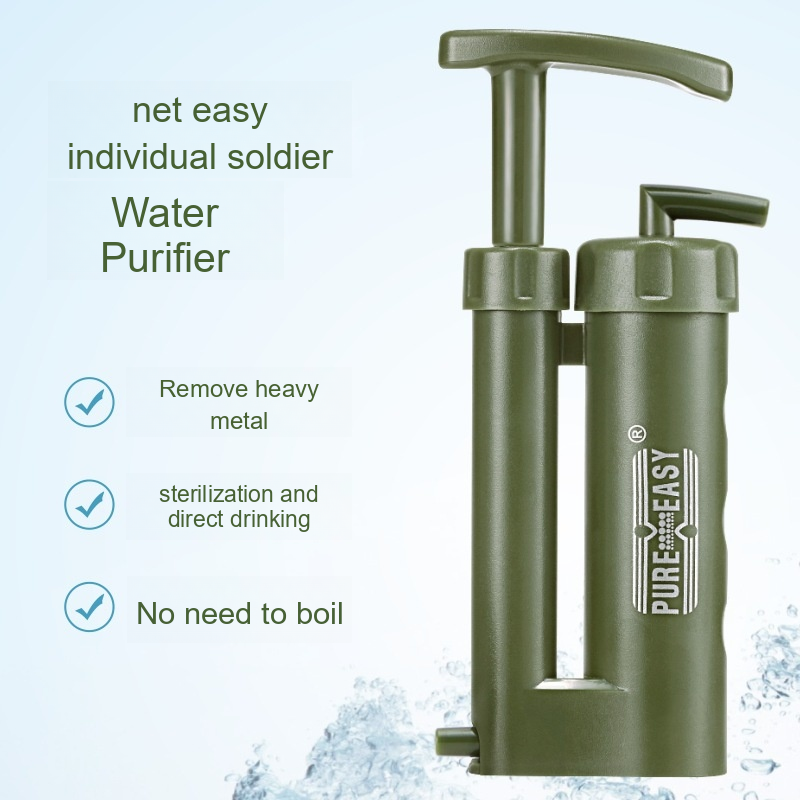 net easy
individual soldier
Water
Purifier
Remove heavy
metal
sterilization and
direct drinking
No need to boil
PURE EASY
®